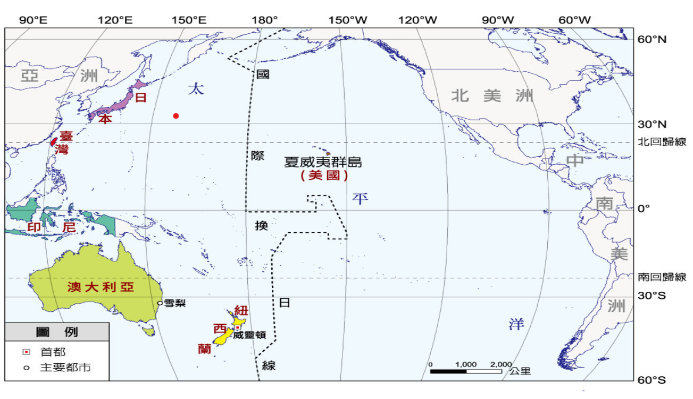 90°E 120°E 150°E 180° 150°W 120°W 90°W 60°W
60°N
亞洲
國
太
北美洲
日
本
30°N
臺
灣
北回歸線
際
夏威夷群島
(美國)
中
平
南
0°
印尼
換
美
澳大利亞
南回歸線
30°S
雪梨
日
洲
紐
西
蘭
威靈頓
洋
圖例
首都
主要都市
線
0 1,000 2,000 公里
60°S